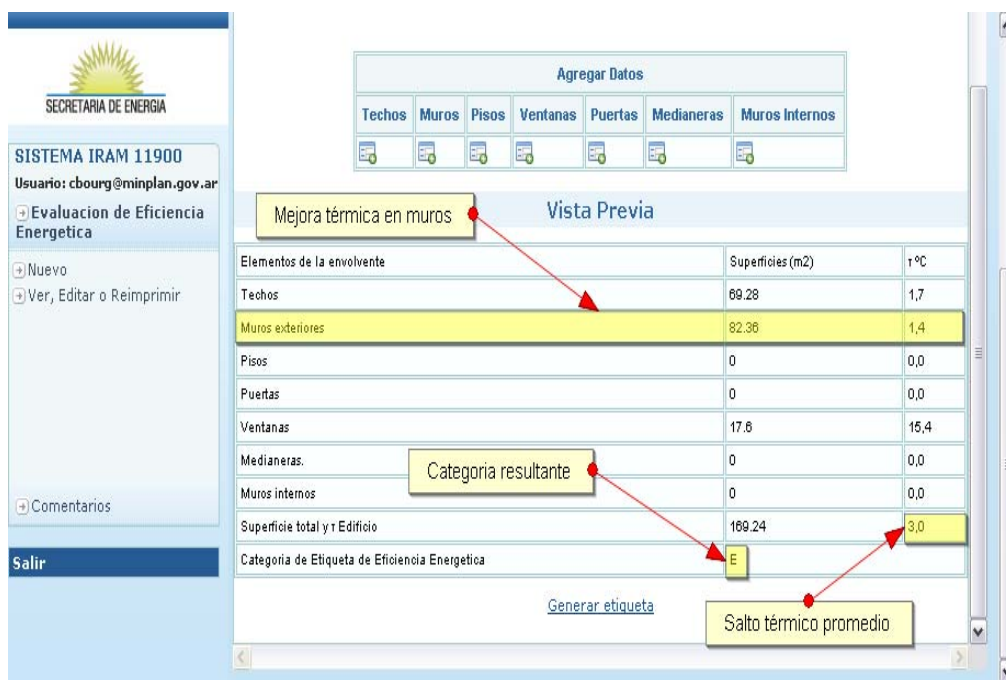 SECRETARIA DE ENERGIA
SISTEMA IRAM 11900
Usuario: cbourg@minplan.gov.ar
Evaluacion de Eficiencia
Energetica
Nuevo
Ver, Editar o Reimprimir
Comentarios
Salir
Agregar Datos
Techos Muros Pisos Ventanas Puertas Medianeras Muros Internos
Mejora térmica en muros
Vista Previa
Elementos de la envolvente Superficies (m2) τ ºC
Techos 69.28 1,7
Muros exteriores 82.36 1,4
Pisos 0 0,0
Puertas 0 0,0
Ventanas 17.6 15,4
Medianeras. 0 0,0
Categoria resultante
Muros internos 0 0,0
Superficie total y τ Edificio 169.24 3,0
Categoria de Etiqueta de Eficiencia Energetica E
Generar etiqueta
Salto térmico promedio